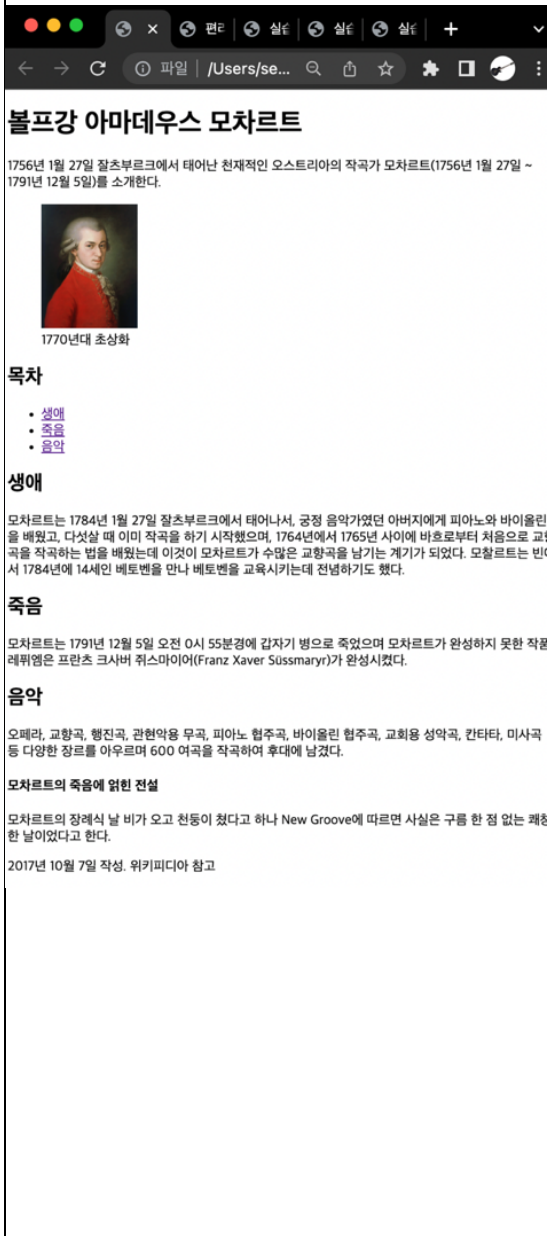 편
실
실
실
파일 | /Users/se...
볼프강 아마데우스 모차르트
1756년 1월 27일 잘츠부르크에서 태어난 천재적인 오스트리아의 작곡가 모차르트(1756년 1월 27일 ~
1791년 12월 5일)를 소개한다.
1770년대 초상화
목차
• 생애
• 죽음
• 음악
생애
모차르트는 1784년 1월 27일 잘츠부르크에서 태어나서, 궁정 음악가였던 아버지에게 피아노와 바이올린
을 배웠고, 다섯살 때 이미 작곡을 하기 시작했으며, 1764년에서 1765년 사이에 바흐로부터 처음으로 교향
곡을 작곡하는 법을 배웠는데 이것이 모차르트가 수많은 교향곡을 남기는 계기가 되었다. 모찰르트는 빈에
서 1784년에 14세인 베토벤을 만나 베토벤을 교육시키는데 전념하기도 했다.
죽음
모차르트는 1791년 12월 5일 오전 0시 55분경에 갑자기 병으로 죽었으며 모차르트가 완성하지 못한 작품
레퀴엠은 프란츠 크사버 쥐스마이어(Franz Xaver Süssmaryr)가 완성시켰다.
음악
오페라, 교향곡, 행진곡, 관현악용 무곡, 피아노 협주곡, 바이올린 협주곡, 교회용 성악곡, 칸타타, 미사곡
등 다양한 장르를 아우르며 600 여곡을 작곡하여 후대에 남겼다.
모차르트의 죽음에 얽힌 전설
모차르트의 장례식 날 비가 오고 천둥이 쳤다고 하나 New Groove에 따르면 사실은 구름 한 점 없는 쾌청
한 날이었다고 한다.
2017년 10월 7일 작성. 위키피디아 참고